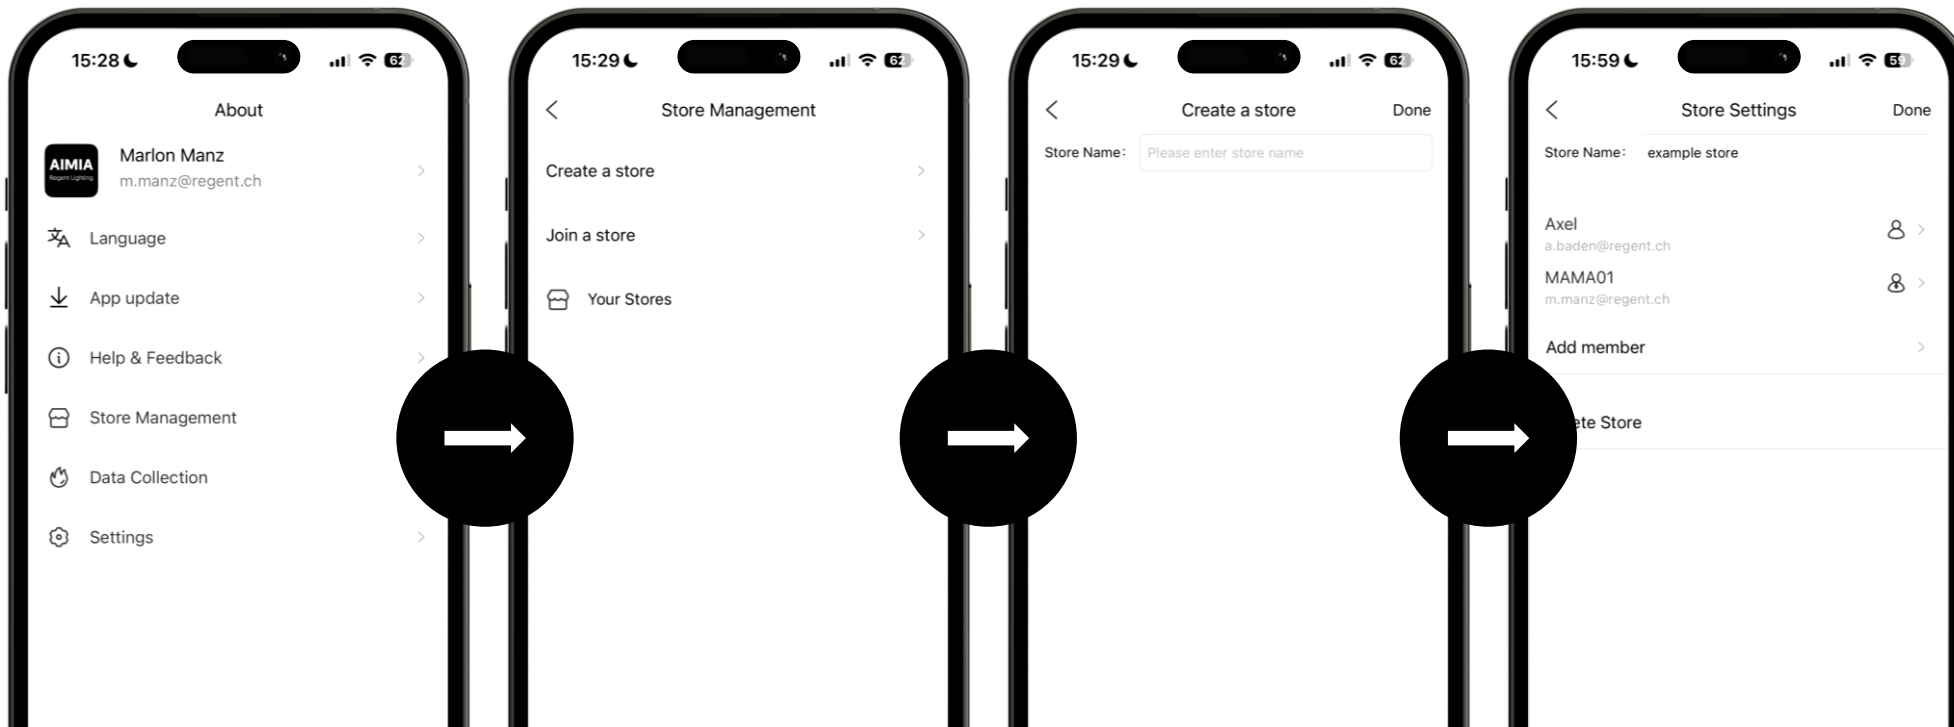 15:28
62
About
AIMIA
Regent Lighting
Marlon Manz
m.manz@regent.ch
Language
App update
Help & Feedback
Store Management
Data Collection
Settings
15:29
62
Store Management
Create a store
Join a store
Your Stores
15:29
62
Create a store
Done
Store Name:
Please enter store name
15:59
59
Store Settings
Done
Store Name:
example store
Axel
a.baden@regent.ch
MAMA01
m.manz@regent.ch
Add member
ete Store